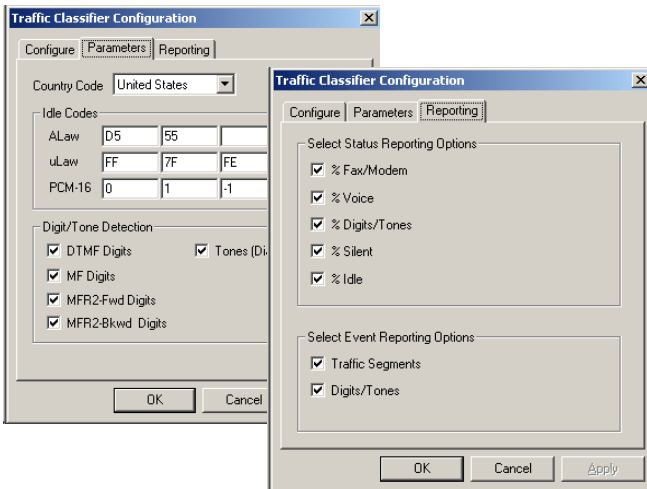 Traffic Classifier Configuration
Configure Parameters Reporting
Country Code United States
Idle Codes
ALaw D5 55
uLaw FF 7F FE
PCM-16 0 1 -1
Digit/Tone Detection
DTMF Digits Tones
MF Digits
MFR2-Fwd Digits
MFR2-Bkwd Digits
OK Cancel
Traffic Classifier Configuration
Configure Parameters Reporting
Select Status Reporting Options
% Fax/Modem
% Voice
% Digits/Tones
% Silent
% Idle
Select Event Reporting Options
Traffic Segments
Digits/Tones
OK Cancel Apply